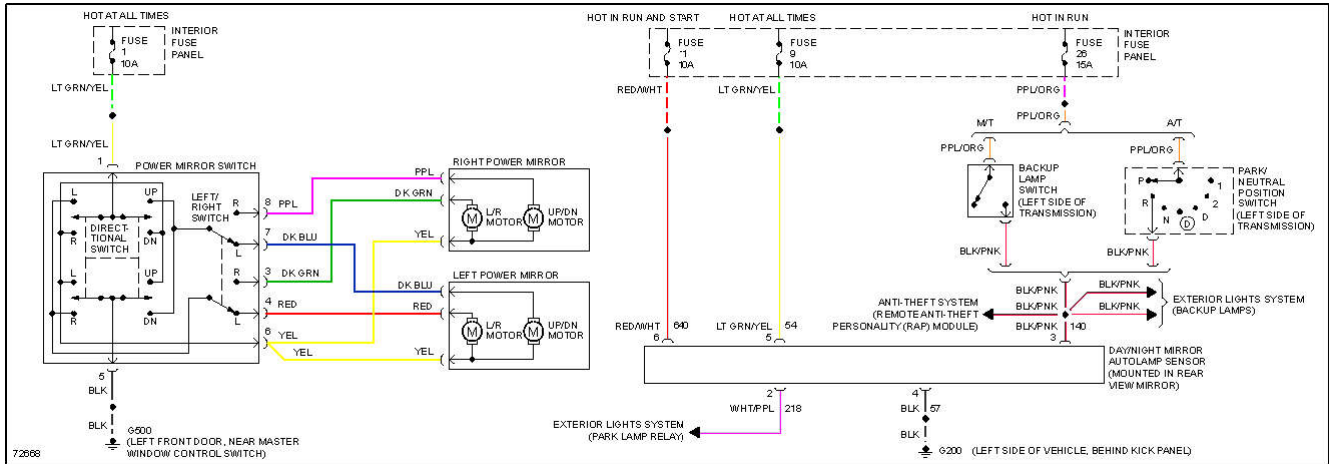 HOT AT ALL TIMES
FUSE
1
10A
INTERIOR
FUSE
PANEL
LT GRN/YEL
LT GRN/YEL
1
POWER MIRROR SWITCH
L
UP
R
DN
DIRECT-
TIONAL
SWITCH
L
UP
R
DN
LEFT/
RIGHT
SWITCH
R
L
R
L
8 PPL
7 DK BLU
3 DK GRN
4 RED
6 YEL
YEL
5
BLK
BLK
G500
(LEFT FRONT DOOR, NEAR MASTER
WINDOW CONTROL SWITCH)
72668
RIGHT POWER MIRROR
PPL
DK GRN
YEL
M
L/R
MOTOR
M
UP/DN
MOTOR
LEFT POWER MIRROR
DK BLU
RED
YEL
M
L/R
MOTOR
M
UP/DN
MOTOR
HOT IN RUN AND START
HOT AT ALL TIMES
HOT IN RUN
FUSE
11
10A
FUSE
9
10A
FUSE
26
15A
INTERIOR
FUSE
PANEL
RED/WHT
LT GRN/YEL
PPL/ORG
PPL/ORG
M/T
A/T
PPL/ORG
PPL/ORG
BACKUP
LAMP
SWITCH
(LEFT SIDE OF
TRANSMISSION)
P
R
N
D
D
2
1
PARK/
NEUTRAL
POSITION
SWITCH
(LEFT SIDE OF
TRANSMISSION)
BLK/PNK
BLK/PNK
BLK/PNK
BLK/PNK
BLK/PNK
BLK/PNK
BLK/PNK
140
3
EXTERIOR LIGHTS SYSTEM
(BACKUP LAMPS)
ANTI-THEFT SYSTEM
(REMOTE ANTI-THEFT
PERSONALITY (RAP) MODULE)
RED/WHT 640
6
LT GRN/YEL 54
5
DAY/NIGHT MIRROR
AUTOLAMP SENSOR
(MOUNTED IN REAR
VIEW MIRROR)
2
WHT/PPL 218
EXTERIOR LIGHTS SYSTEM
(PARK LAMP RELAY)
4
BLK 57
BLK
G200 (LEFT SIDE OF VEHICLE, BEHIND KICK PANEL)